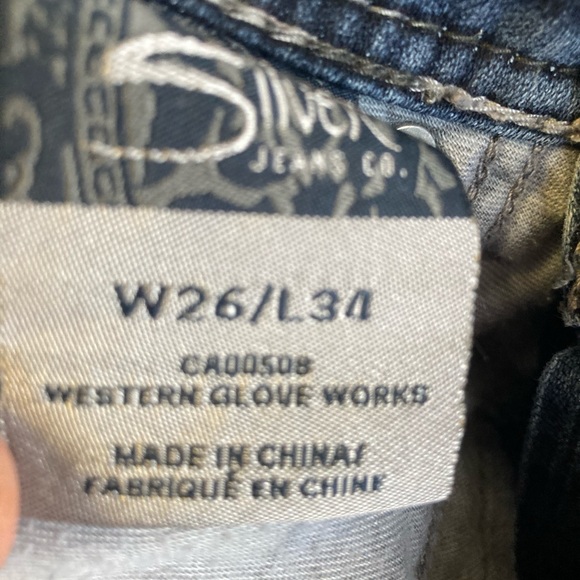 Silver
JEANS CO.
W26/L34
CA00508
WESTERN GLOVE WORKS
MADE IN CHINA/
FABRIQUÉ EN CHINE